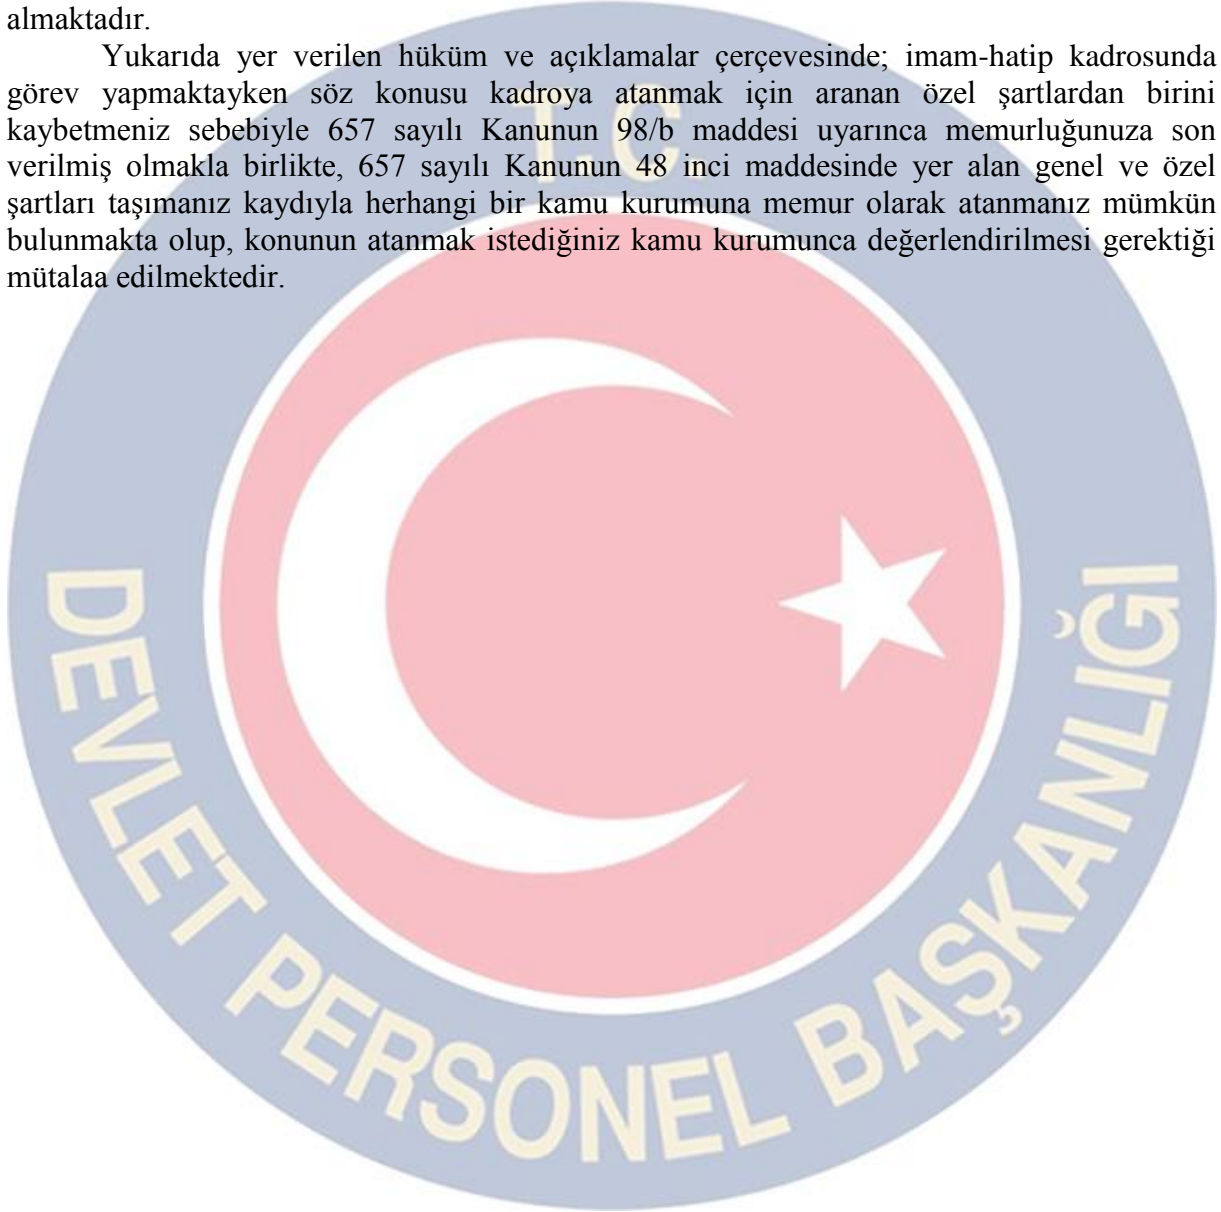 almaktadır.
Yukarıda yer verilen hüküm ve açıklamalar çerçevesinde; imam-hatip kadrosunda
görev yapmaktayken söz konusu kadroya atanmak için aranan özel şartlardan birini
kaybetmeniz sebebiyle 657 sayılı Kanunun 98/b maddesi uyarınca memurluğunuza son
verilmiş olmakla birlikte, 657 sayılı Kanunun 48 inci maddesinde yer alan genel ve özel
şartları taşımanız kaydıyla herhangi bir kamu kurumuna memur olarak atanmanız mümkün
bulunmakta olup, konunun atanmak istediğiniz kamu kurumunca değerlendirilmesi gerektiği
mütalaa edilmektedir.
T.C.
DEVLET PERSONEL BAŞKANLIĞI